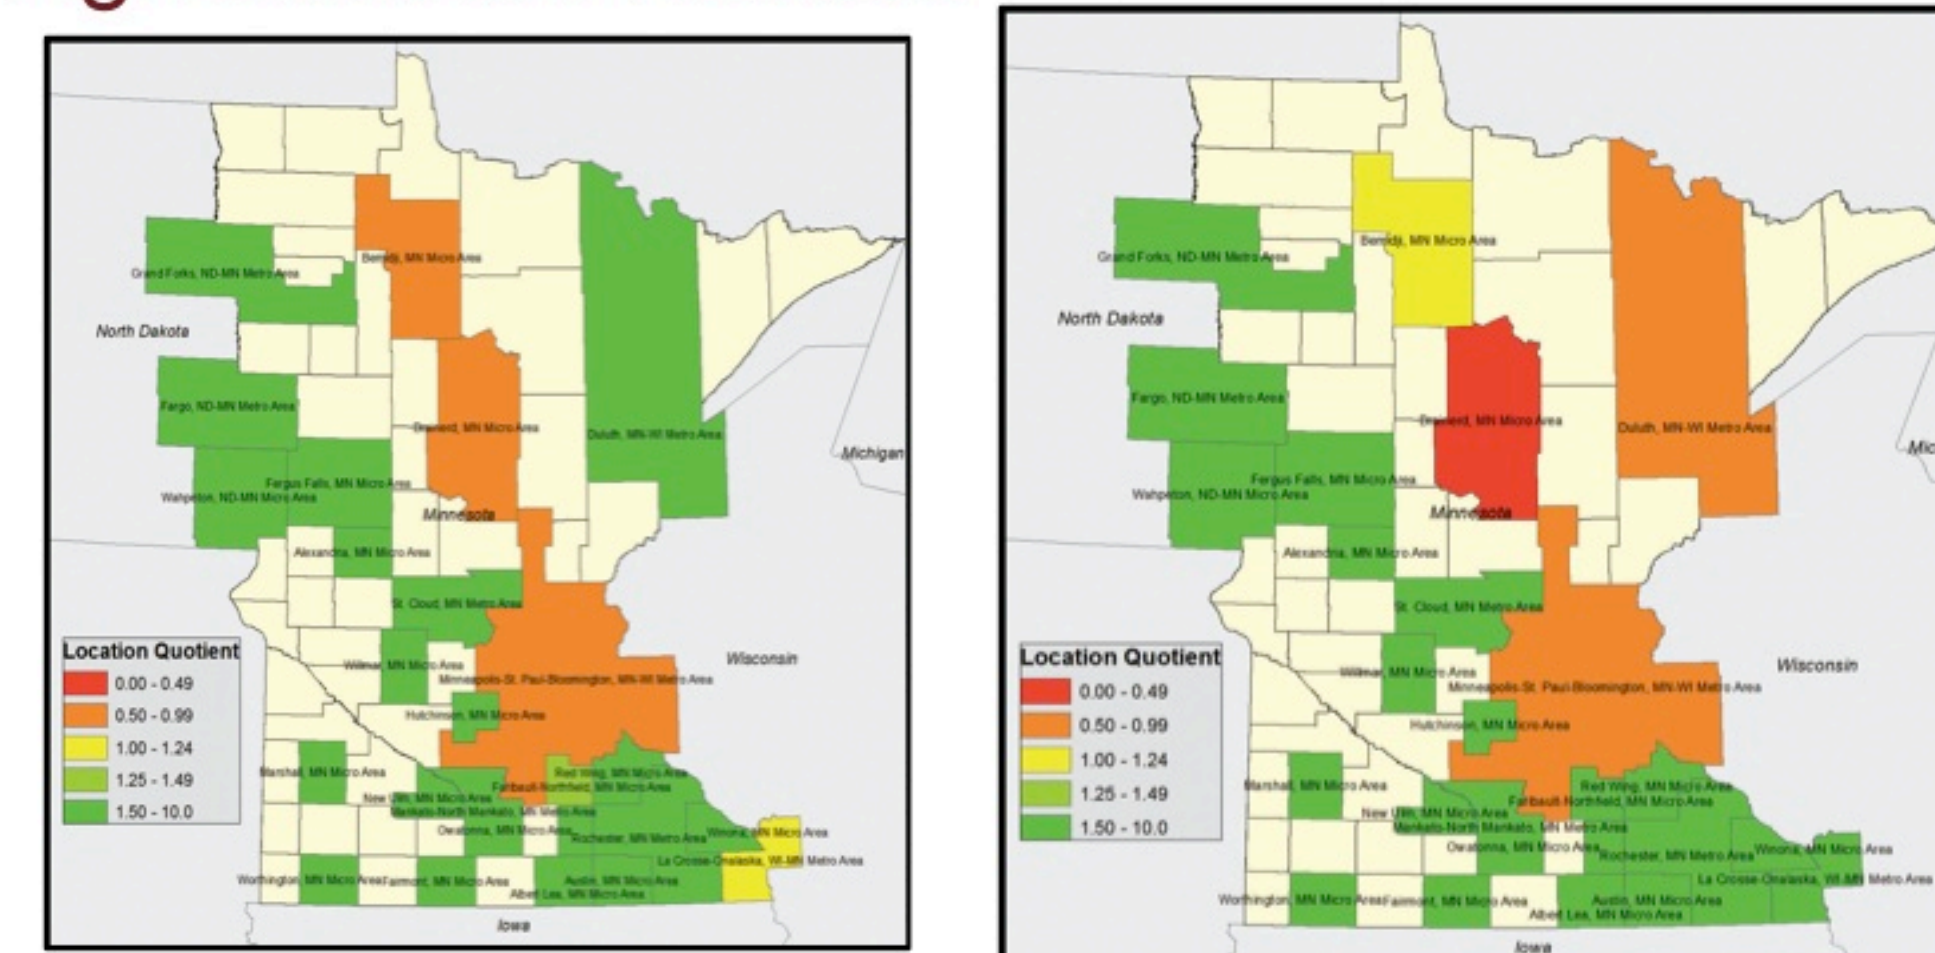 Grand Forks, ND-MN Metro Area
Bemidji, MN Micro Area
North Dakota
Fargo, ND-MN Metro Area
Brainerd, MN Micro Area
Duluth, MN-WI Metro Area
Michigan
Fergus Falls, MN Micro Area
Wahpeton, ND-MN Micro Area
Minnesota
Alexandria, MN Micro Area
St. Cloud, MN Metro Area
Wisconsin
Willmar, MN Micro Area
Minneapolis-St. Paul-Bloomington, MN-WI Metro Area
Hutchinson, MN Micro Area
Location Quotient
0.00 - 0.49
0.50 - 0.99
1.00 - 1.24
1.25 - 1.49
1.50 - 10.0
Marshall, MN Micro Area
Red Wing, MN Micro Area
Faribault-Northfield, MN Micro Area
New Ulm, MN Micro Area
Mankato-North Mankato, MN Metro Area
Owatonna, MN Micro Area
Rochester, MN Metro Area
Winona, MN Micro Area
La Crosse-Onalaska, WI-MN Metro Area
Worthington, MN Micro Area
Fairmont, MN Micro Area
Austin, MN Micro Area
Albert Lea, MN Micro Area
Iowa
Grand Forks, ND-MN Metro Area
Bemidji, MN Micro Area
North Dakota
Fargo, ND-MN Metro Area
Brainerd, MN Micro Area
Duluth, MN-WI Metro Area
Mic
Fergus Falls, MN Micro Area
Wahpeton, ND-MN Micro Area
Minnesota
Alexandria, MN Micro Area
St. Cloud, MN Metro Area
Wisconsin
Willmar, MN Micro Area
Minneapolis-St. Paul-Bloomington, MN-WI Metro Area
Hutchinson, MN Micro Area
Location Quotient
0.00 - 0.49
0.50 - 0.99
1.00 - 1.24
1.25 - 1.49
1.50 - 10.0
Marshall, MN Micro Area
Red Wing, MN Micro Area
Faribault-Northfield, MN Micro Area
New Ulm, MN Micro Area
Mankato-North Mankato, MN Metro Area
Owatonna, MN Micro Area
Rochester, MN Metro Area
Winona, MN Micro Area
La Crosse-Onalaska, WI-MN Metro Area
Worthington, MN Micro Area
Fairmont, MN Micro Area
Austin, MN Micro Area
Albert Lea, MN Micro Area
Iowa